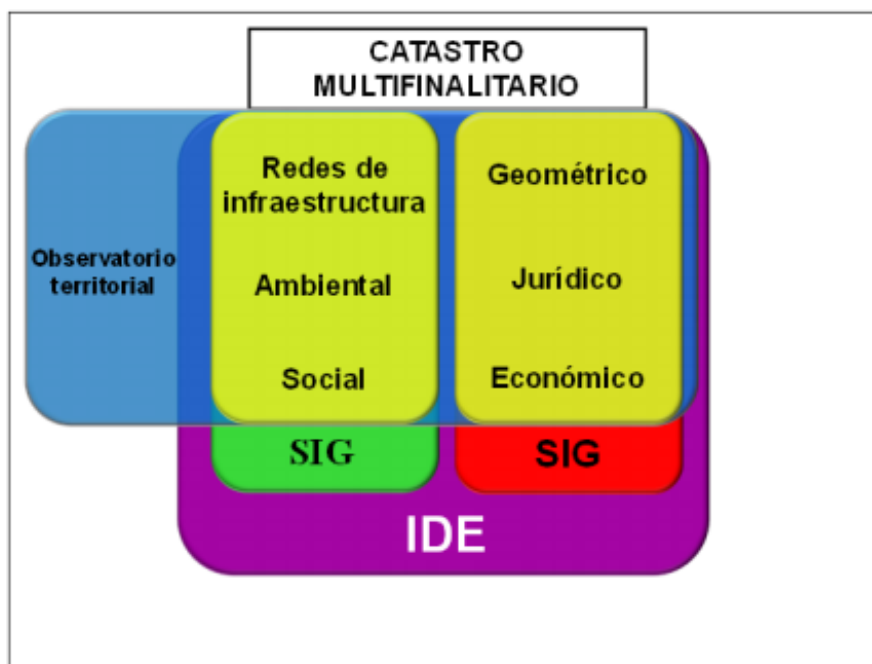 CATASTRO
MULTIFINALITARIO
Observatorio
territorial
Redes de
infraestructura
Ambiental
Social
Geométrico
Jurídico
Económico
SIG
SIG
IDE